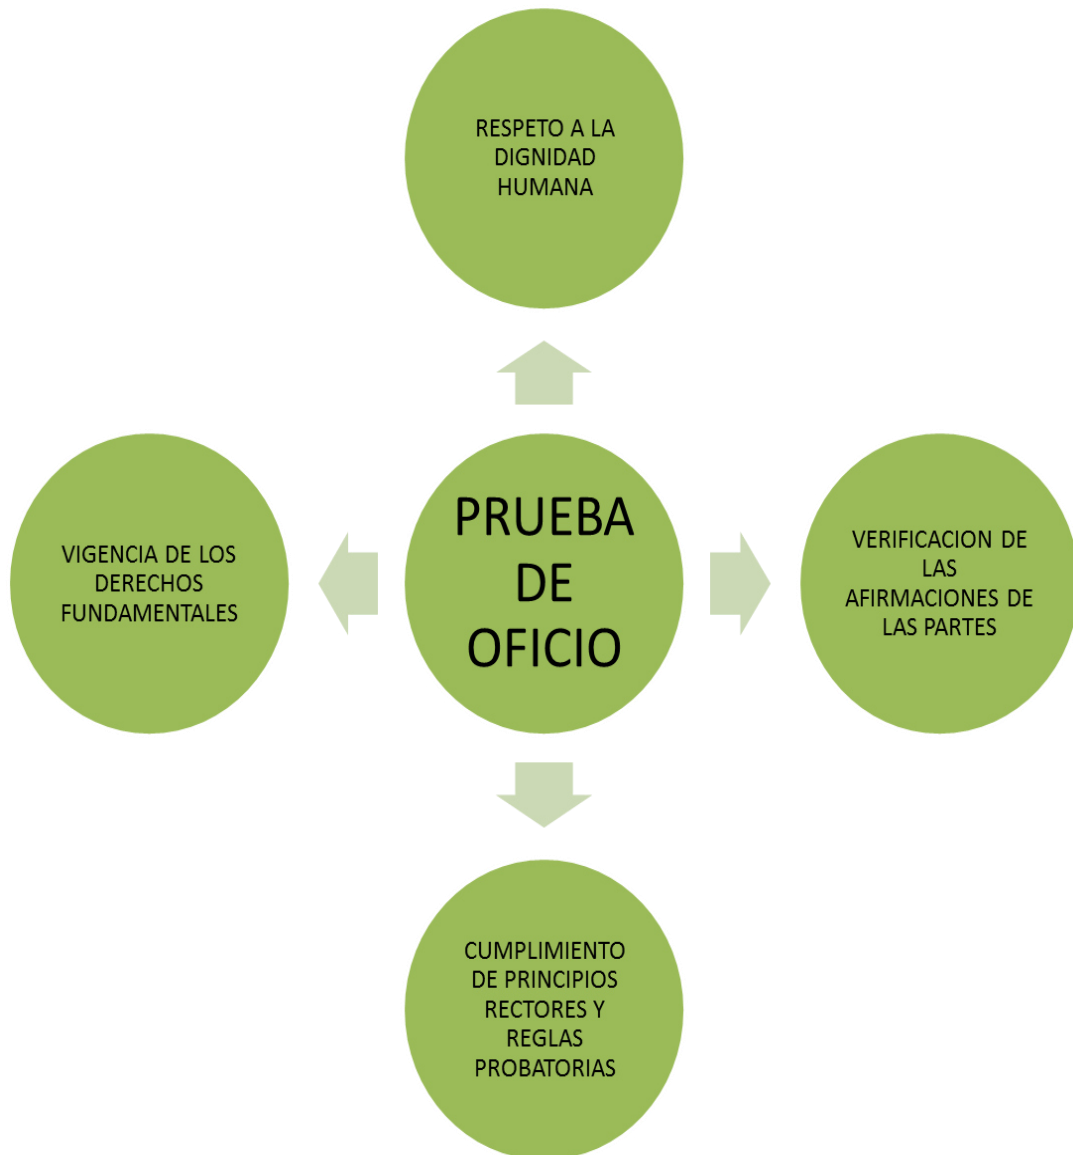 RESPETO A LA
DIGNIDAD
HUMANA
VIGENCIA DE LOS
DERECHOS
FUNDAMENTALES
PRUEBA
DE
OFICIO
VERIFICACION DE
LAS
AFIRMACIONES DE
LAS PARTES
CUMPLIMIENTO
DE PRINCIPIOS
RECTORES Y
REGLAS
PROBATORIAS